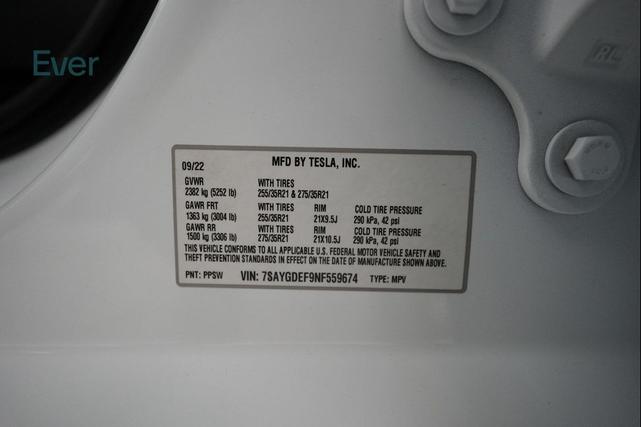 Ever
RL
09/22 MFD BY TESLA, INC.
GVWR WITH TIRES
2382 kg (5252 lb) 255/35R21 & 275/35R21
GAWR FRT WITH TIRES RIM COLD TIRE PRESSURE
1363 kg (3004 lb) 255/35R21 21X9.5J 290 kPa, 42 psi
GAWR RR WITH TIRES RIM COLD TIRE PRESSURE
1500 kg (3306 lb) 275/35R21 21X10.5J 290 kPa, 42 psi
THIS VEHICLE CONFORMS TO ALL APPLICABLE U.S. FEDERAL MOTOR VEHICLE SAFETY AND
THEFT PREVENTION STANDARDS IN EFFECT ON THE DATE OF MANUFACTURE SHOWN ABOVE.
PNT: PPSW VIN: 7SAYGDEF9NF559674 TYPE: MPV